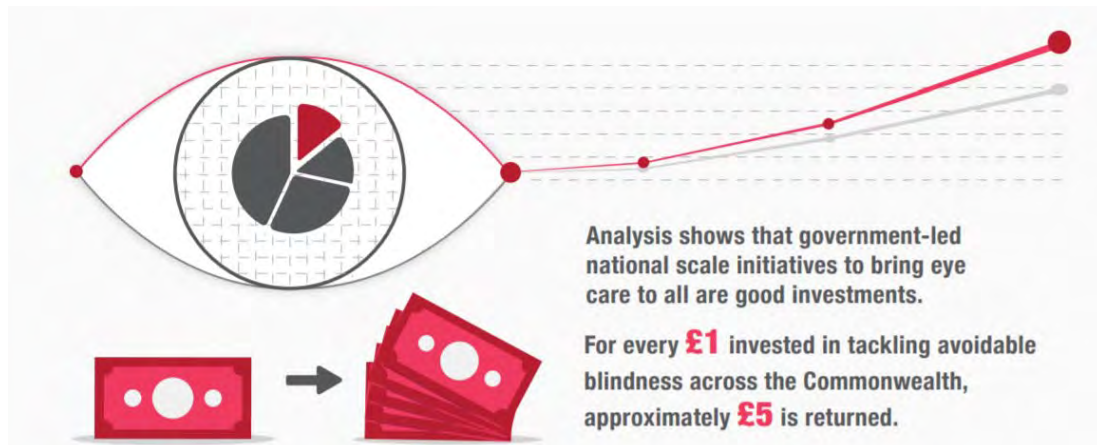 Analysis shows that government-led
national scale initiatives to bring eye
care to all are good investments.
For every £1 invested in tackling avoidable
blindness across the Commonwealth,
approximately £5 is returned.